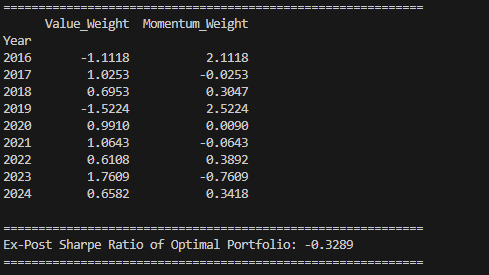 ============================================================
Value_Weight Momentum_Weight
Year
2016 -1.1118 2.1118
2017 1.0253 -0.0253
2018 0.6953 0.3047
2019 -1.5224 2.5224
2020 0.9910 0.0090
2021 1.0643 -0.0643
2022 0.6108 0.3892
2023 1.7609 -0.7609
2024 0.6582 0.3418
============================================================
Ex-Post Sharpe Ratio of Optimal Portfolio: -0.3289
============================================================